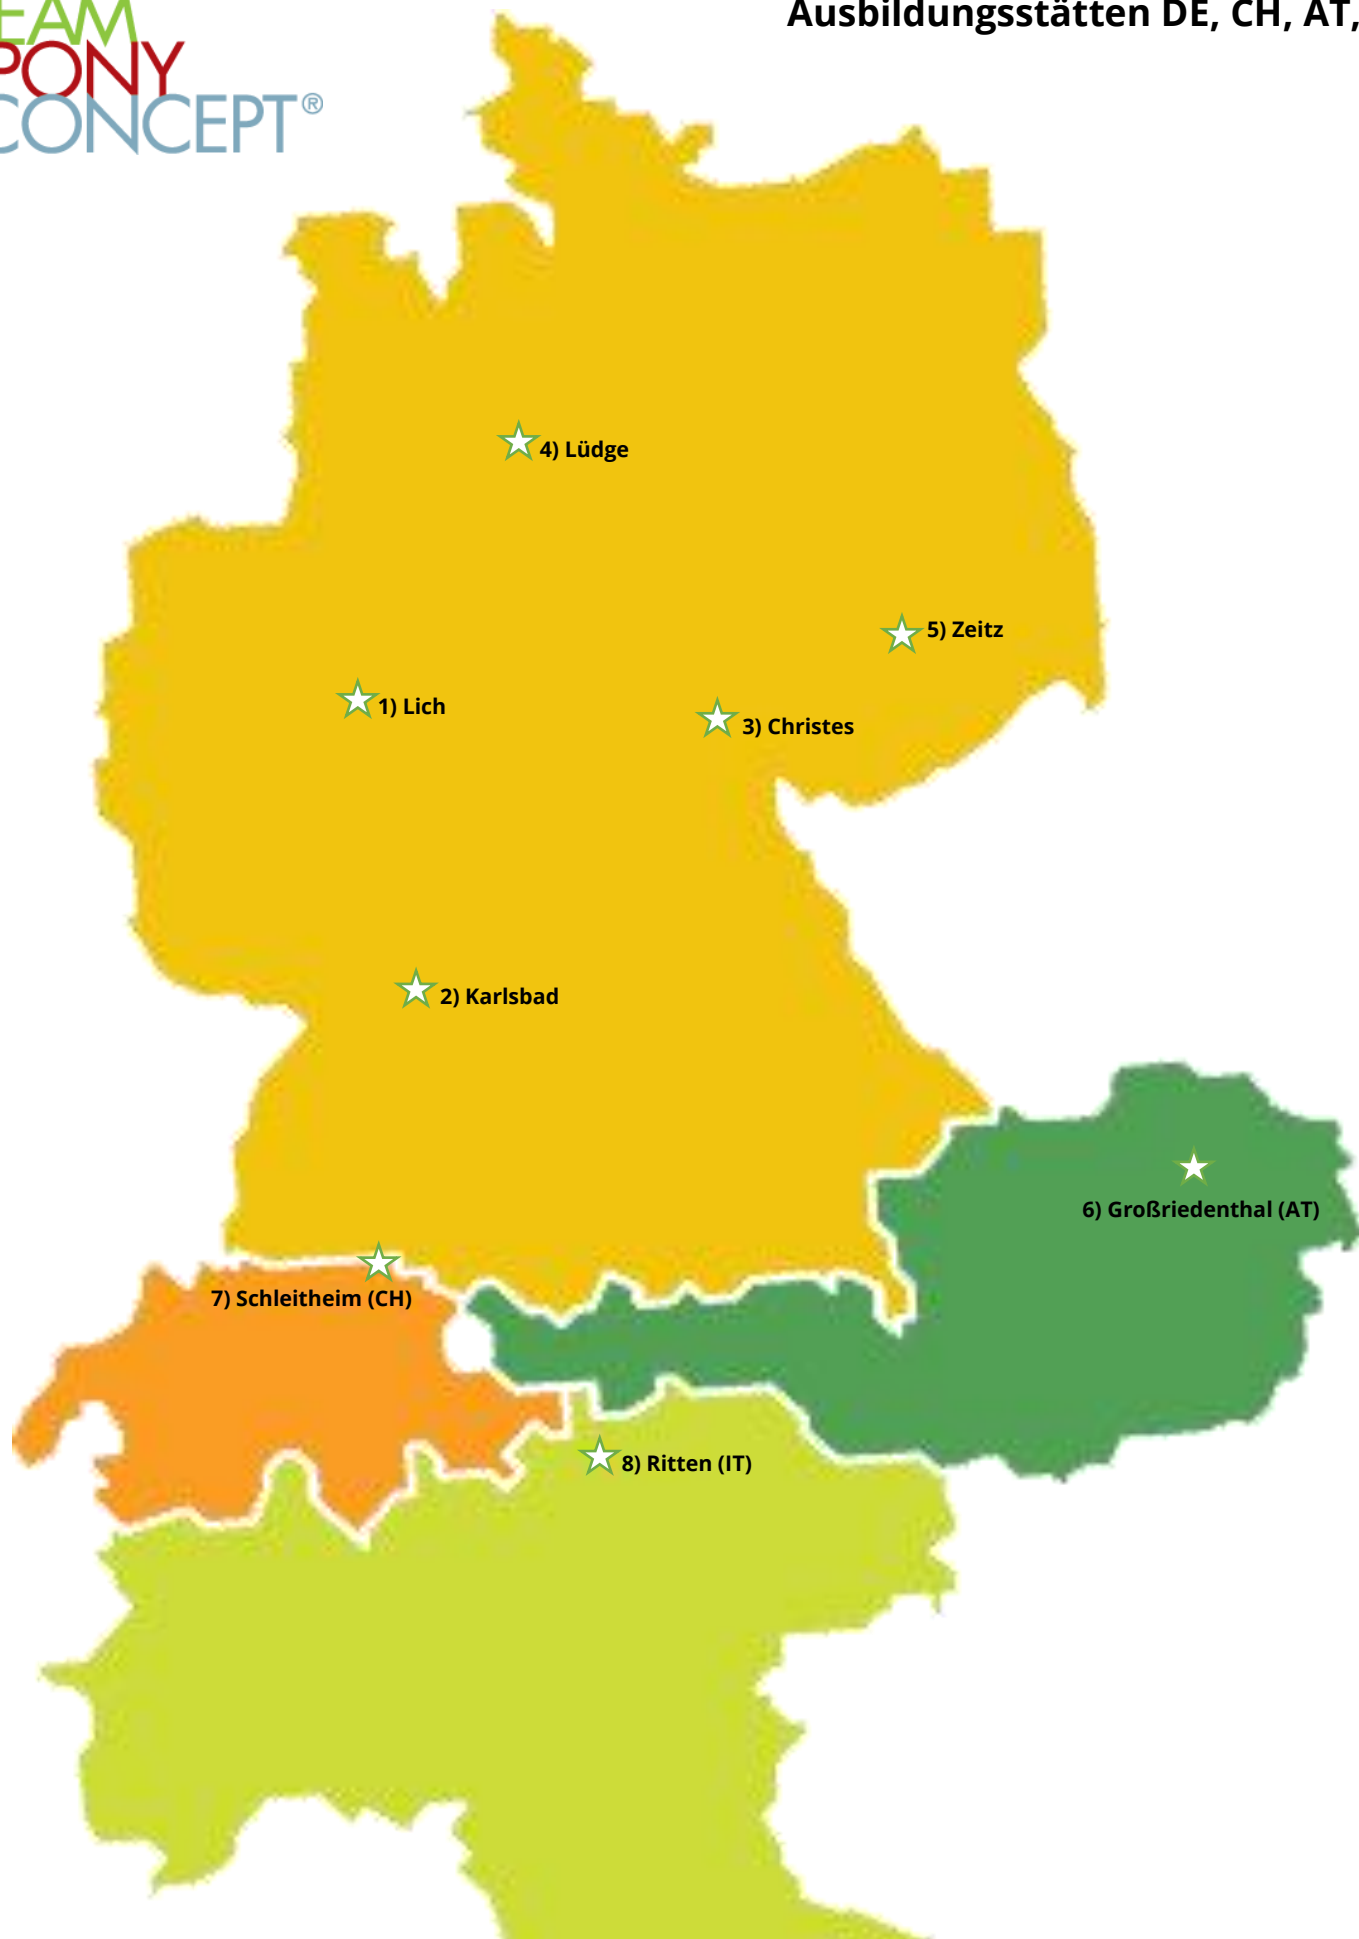 EAM
PONY
CONCEPT®
Ausbildungsstätten DE, CH, AT,
4) Lüdge
5) Zeitz
1) Lich
3) Christes
2) Karlsbad
6) Großriedenthal (AT)
7) Schleitheim (CH)
8) Ritten (IT)